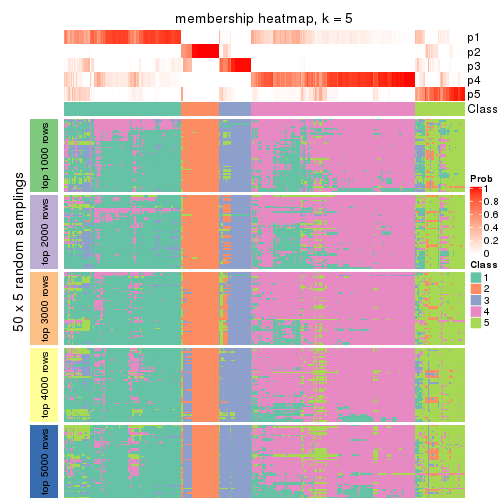 membership heatmap, k = 5
p1
p2
p3
p4
p5
Class
50 x 5 random samplings
top 1000 rows
top 2000 rows
top 3000 rows
top 4000 rows
top 5000 rows
Prob
1
0.8
0.6
0.4
0.2
0
Class
1
2
3
4
5